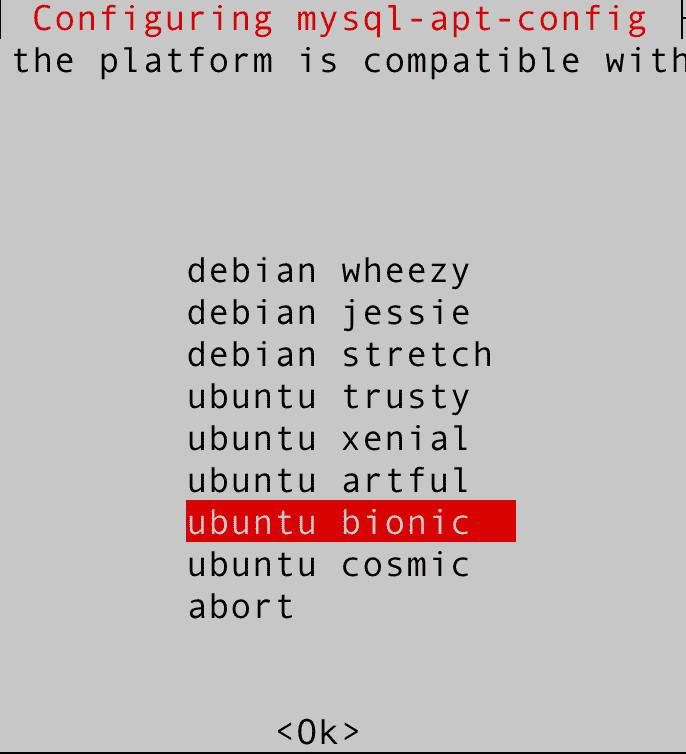 Configuring mysql-apt-config
the platform is compatible with
debian wheezy
debian jessie
debian stretch
ubuntu trusty
ubuntu xenial
ubuntu artful
ubuntu bionic
ubuntu cosmic
abort
<Ok>